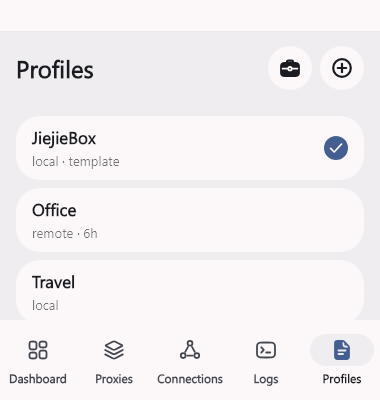 Profiles
JiejieBox
local · template
Office
remote · 6h
Travel
local
Dashboard
Proxies
Connections
Logs
Profiles